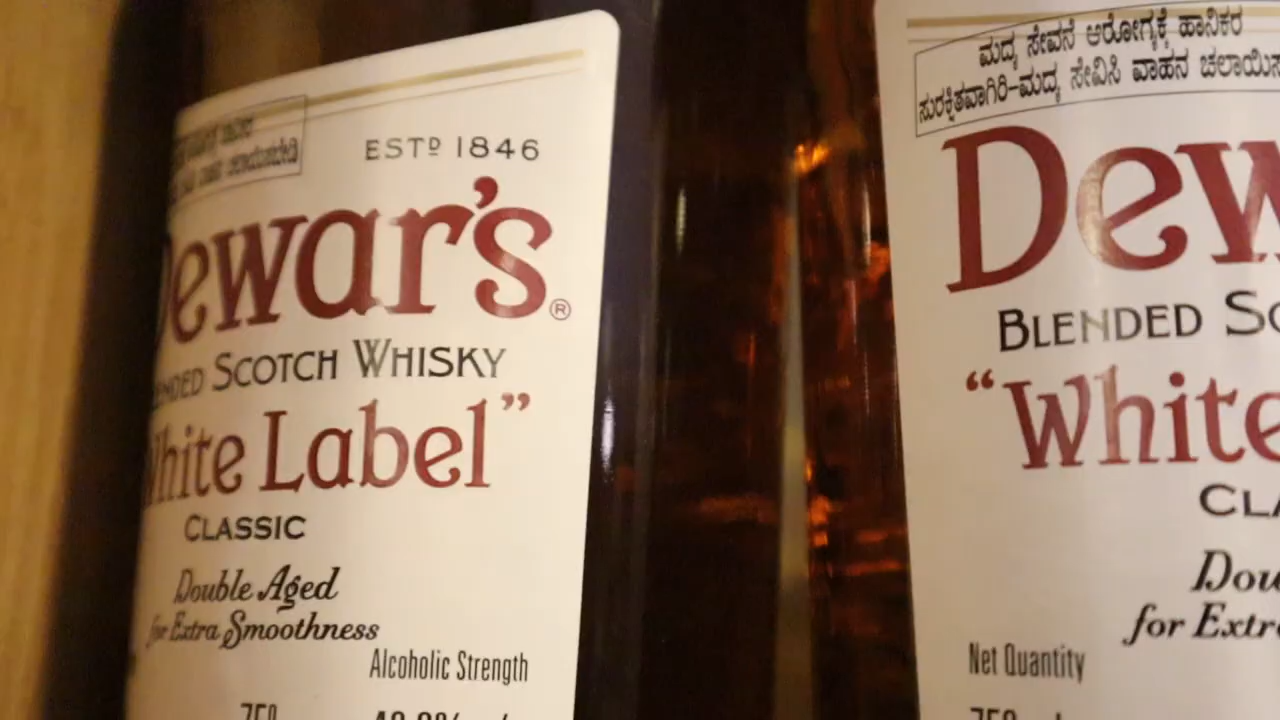 ESTD 1846
Dewar's®
ENDED SCOTCH WHISKY
White Label”
CLASSIC
Double Aged
for Extra Smoothness
Alcoholic Strength
ಮದ್ಯ ಸೇವನೆ ಆರೋಗ್ಯಕ್ಕೆ ಹಾನಿಕರ
ಸುರಕ್ಷಿತವಾಗಿರಿ-ಮದ್ಯ ಸೇವಿಸಿ ವಾಹನ ಚಲಾಯಿಸ
Dew
BLENDED SC
“White
CLA
Dou
for Extr
Net Quantity